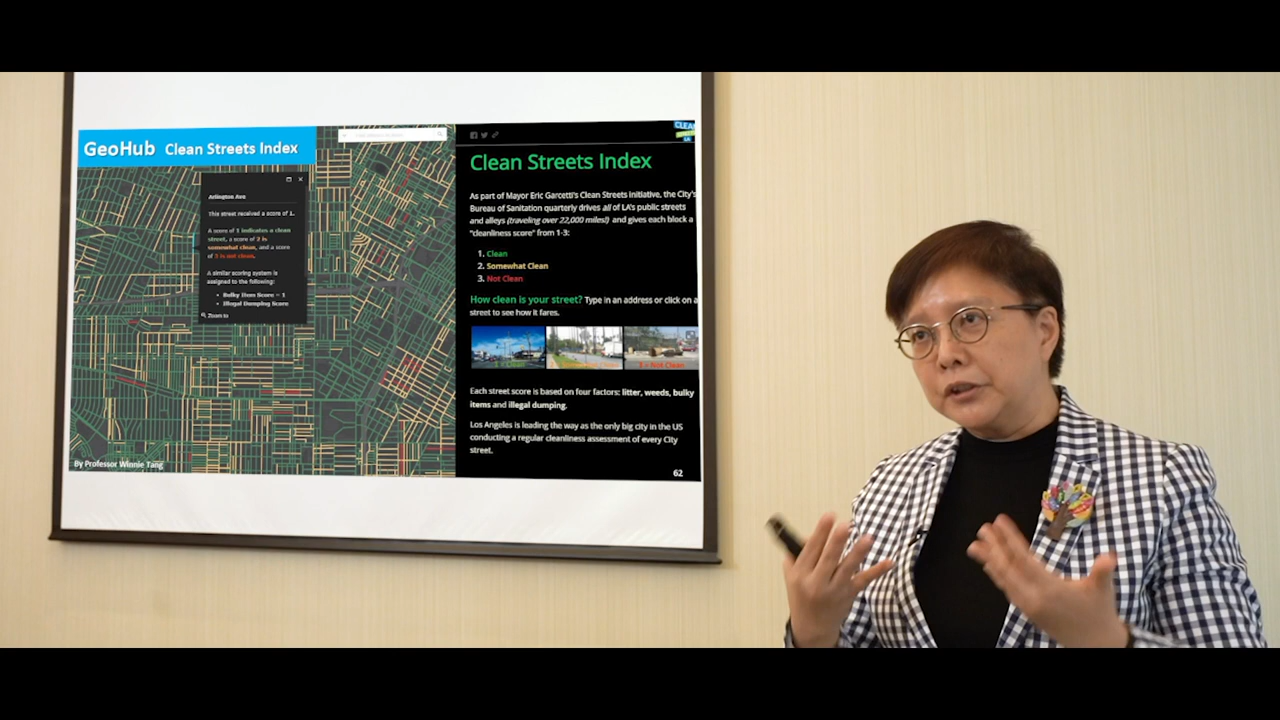 GeoHub Clean Streets Index
Arlington Ave
This street received a score of 1.
A score of 1 indicates a clean
street, a score of 2 is
somewhat clean, and a score
of 3 is not clean.
A similar scoring system is
assigned to the following:
• Bulky Item Score = 1
• Illegal Dumping Score
Zoom to
By Professor Winnie Tang
CLEAN
LA
Clean Streets Index
As part of Mayor Eric Garcetti's Clean Streets Initiative, the City's
Bureau of Sanitation quarterly drives all of LA's public streets
and alleys (traveling over 22,000 miles!) and gives each block a
"cleanliness score" from 1-3:
1. Clean
2. Somewhat Clean
3. Not Clean
How clean is your street? Type in an address or click on a
street to see how it fares.
3 = Not Clean
Each street score is based on four factors: litter, weeds, bulky
items and illegal dumping.
Los Angeles is leading the way as the only big city in the US
conducting a regular cleanliness assessment of every City
street.
62